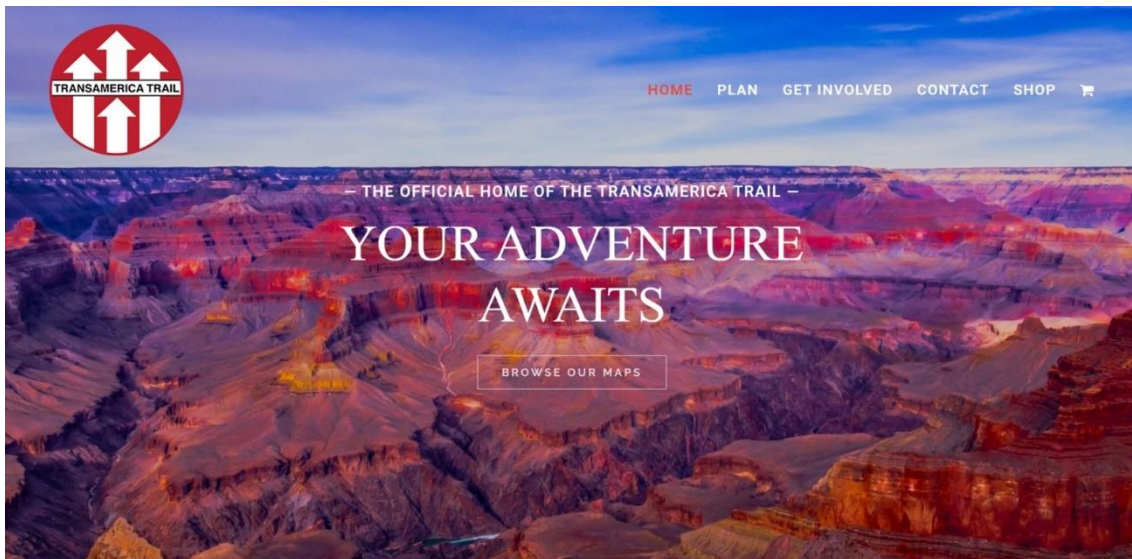 TRANSAMERICA TRAIL
HOME PLAN GET INVOLVED CONTACT SHOP
— THE OFFICIAL HOME OF THE TRANSAMERICA TRAIL —
YOUR ADVENTURE
AWAITS
BROWSE OUR MAPS